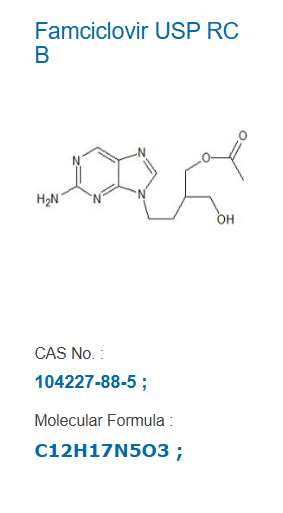 Famciclovir USP RC
B
O
O
N
N
H₂N
N
N
OH
CAS No. :
104227-88-5 ;
Molecular Formula :
C12H17N5O3 ;